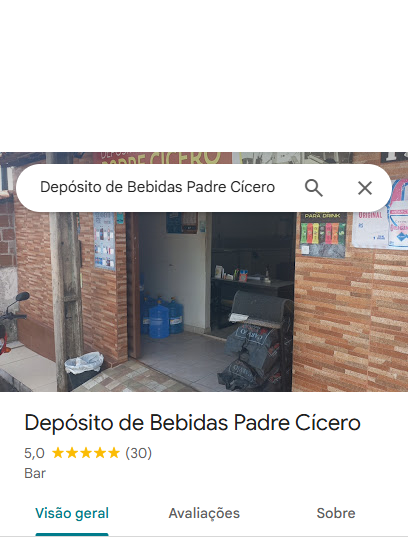 DEPÓSITO
PADRE CÍCERO
Depósito de Bebidas Padre Cícero
PARA DRINK
ORIGINAL
Depósito de Bebidas Padre Cícero
5,0 ★★★★★ (30)
Bar
Visão geral Avaliações Sobre